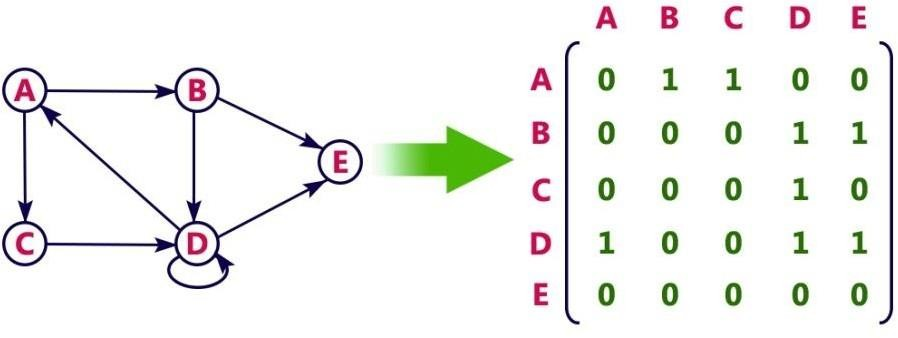 A B C D E
A B
A 0 1 1 0 0
B 0 0 0 1 1
E
C 0 0 0 1 0
C D
D 1 0 0 1 1
E 0 0 0 0 0